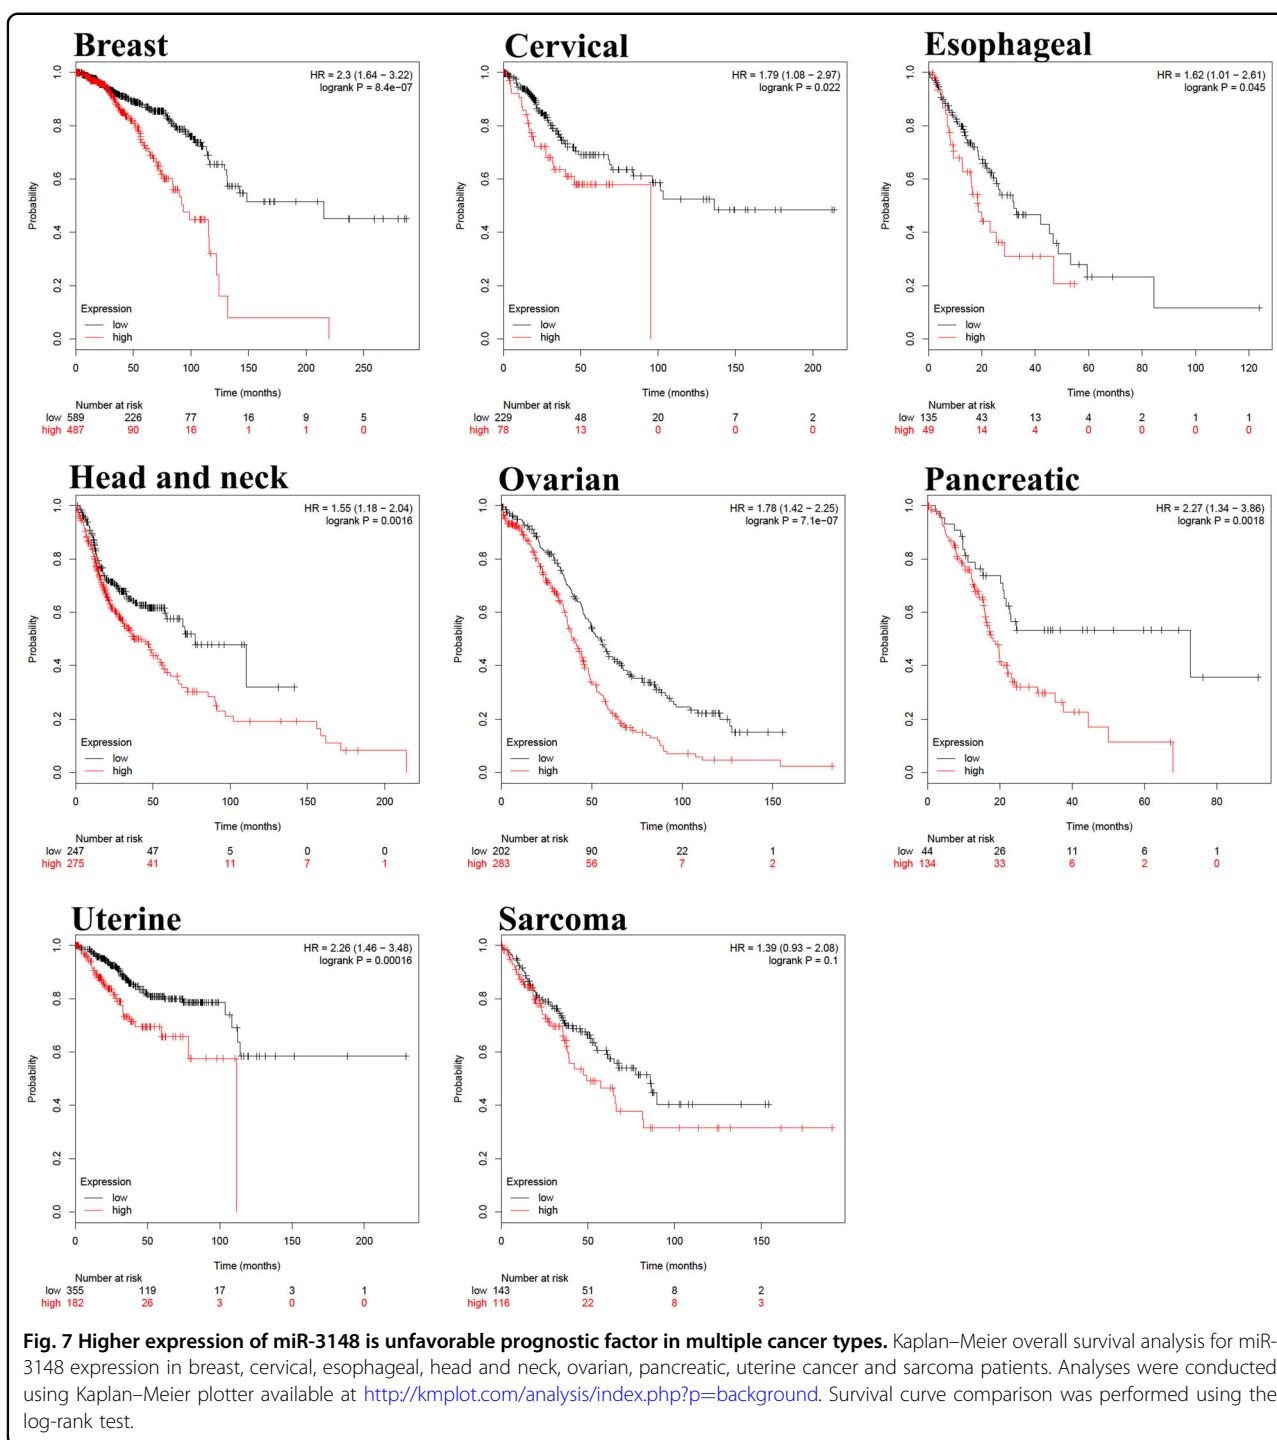 Breast
HR = 2.3 (1.64 − 3.22)
logrank P = 8.4e−07
Probability
1.0
0.8
0.6
0.4
0.2
0.0
Expression
low
high
0 50 100 150 200 250
Time (months)
Number at risk
low 589 226 77 16 9 5
high 487 90 16 1 1 0
Cervical
HR = 1.79 (1.08 − 2.97)
logrank P = 0.022
Probability
1.0
0.8
0.6
0.4
0.2
0.0
Expression
low
high
0 50 100 150 200
Time (months)
Number at risk
low 229 48 20 7 2
high 78 13 0 0 0
Esophageal
HR = 1.62 (1.01 − 2.61)
logrank P = 0.045
Probability
1.0
0.8
0.6
0.4
0.2
0.0
Expression
low
high
0 20 40 60 80 100 120
Time (months)
Number at risk
low 135 43 13 4 2 1 1
high 49 14 4 0 0 0 0
Head and neck
HR = 1.55 (1.18 − 2.04)
logrank P = 0.0016
Probability
1.0
0.8
0.6
0.4
0.2
0.0
Expression
low
high
0 50 100 150 200
Time (months)
Number at risk
low 247 47 5 0 0
high 275 41 11 7 1
Ovarian
HR = 1.78 (1.42 − 2.25)
logrank P = 7.1e−07
Probability
1.0
0.8
0.6
0.4
0.2
0.0
Expression
low
high
0 50 100 150
Time (months)
Number at risk
low 202 90 22 1
high 283 56 7 2
Pancreatic
HR = 2.27 (1.34 − 3.86)
logrank P = 0.0018
Probability
1.0
0.8
0.6
0.4
0.2
0.0
Expression
low
high
0 20 40 60 80
Time (months)
Number at risk
low 44 26 11 6 1
high 134 33 6 2 0
Uterine
HR = 2.26 (1.46 − 3.48)
logrank P = 0.00016
Probability
1.0
0.8
0.6
0.4
0.2
0.0
Expression
low
high
0 50 100 150 200
Time (months)
Number at risk
low 355 119 17 3 1
high 182 26 3 0 0
Sarcoma
HR = 1.39 (0.93 − 2.08)
logrank P = 0.1
Probability
1.0
0.8
0.6
0.4
0.2
0.0
Expression
low
high
0 50 100 150
Time (months)
Number at risk
low 143 51 8 2
high 116 22 8 3
Fig. 7 Higher expression of miR-3148 is unfavorable prognostic factor in multiple cancer types. Kaplan–Meier overall survival analysis for miR-
3148 expression in breast, cervical, esophageal, head and neck, ovarian, pancreatic, uterine cancer and sarcoma patients. Analyses were conducted
using Kaplan–Meier plotter available at http://kmplot.com/analysis/index.php?p=background. Survival curve comparison was performed using the
log-rank test.